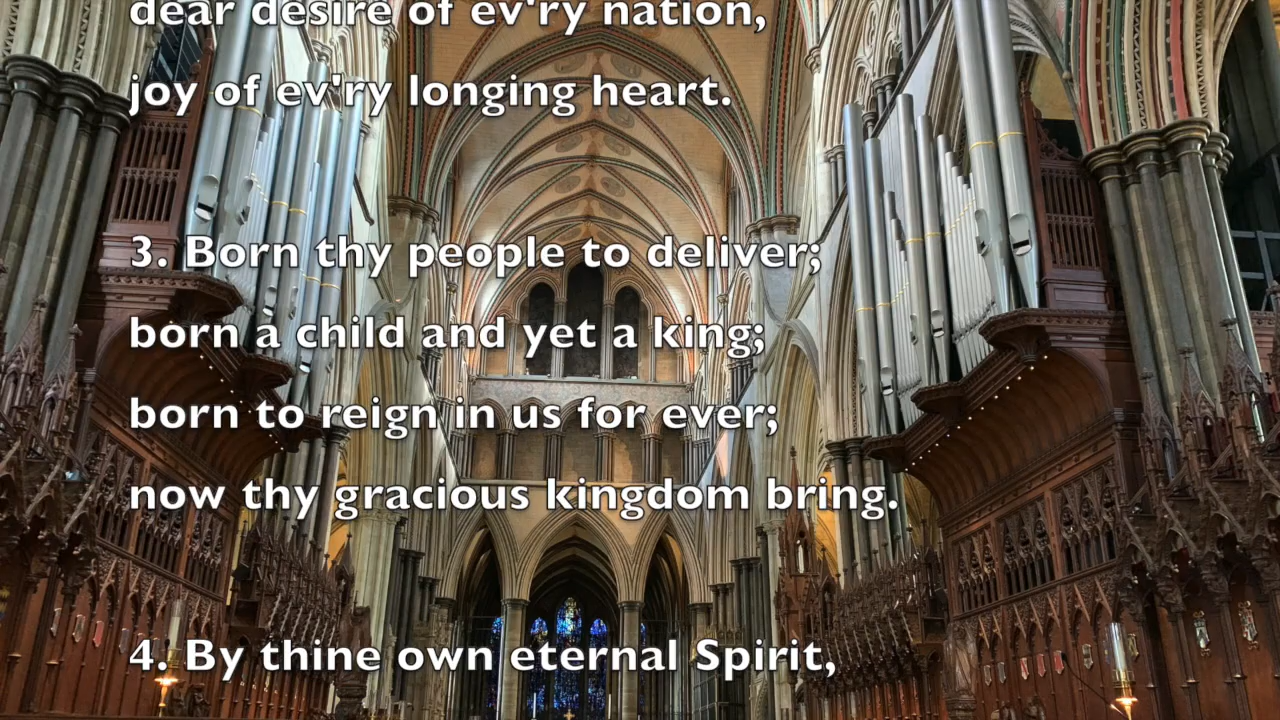 dear desire of ev'ry nation,
joy of ev'ry longing heart.
3. Born thy people to deliver;
born a child and yet a king;
born to reign in us for ever;
now thy gracious kingdom bring.
4. By thine own eternal Spirit,